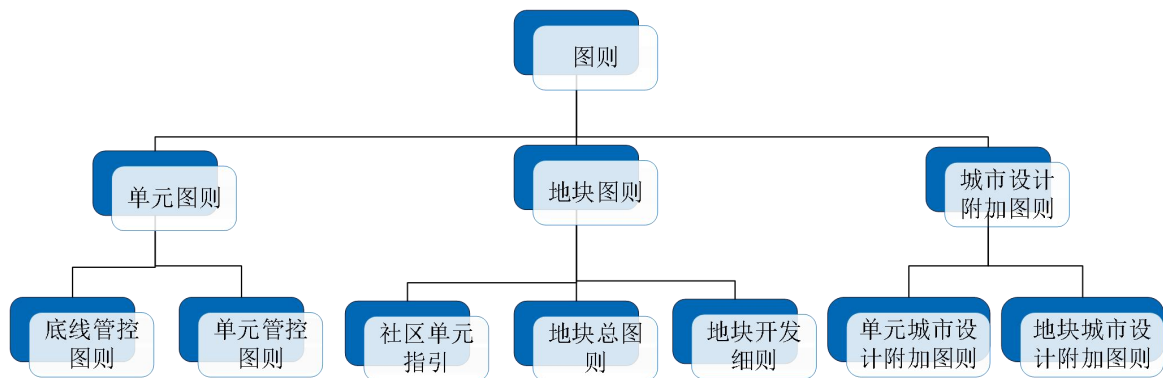 图则
单元图则
地块图则
城市设计
附加图则
底线管控
图则
单元管控
图则
社区单元
指引
地块总图
则
地块开发
细则
单元城市设
计附加图则
地块城市设
计附加图则